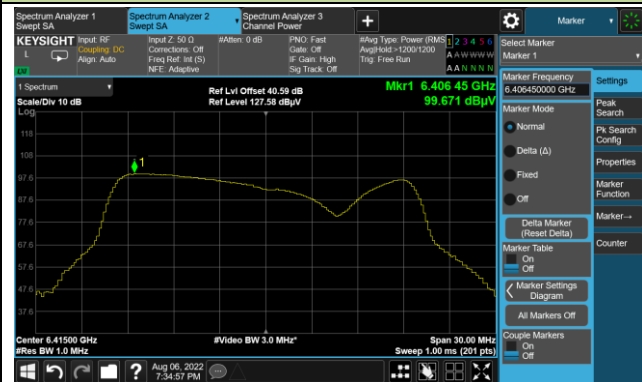 Spectrum Analyzer 1
Swept SA
Spectrum Analyzer 2
Swept SA
Spectrum Analyzer 3
Channel Power
Marker
KEYSIGHT
L
Input: RF
Coupling: DC
Align: Auto
Input Z: 50 Ω
Corrections: Off
Freq Ref: Int (S)
NFE: Adaptive
#Atten: 0 dB
PNO: Fast
Gate: Off
IF Gain: High
Sig Track: Off
#Avg Type: Power (RMS
Avg|Hold:>1200/1200
Trig: Free Run
1 2 3 4 5 6
A A W W W W
A A N N N N
Select Marker
Marker 1
1 Spectrum
Scale/Div 10 dB
Log
Ref Lvl Offset 40.59 dB
Ref Level 127.58 dBµV
Mkr1 6.406 45 GHz
99.671 dBµV
118
108
97.6
87.6
77.6
67.6
57.6
47.6
37.6
1
Center 6.41500 GHz
#Res BW 1.0 MHz
#Video BW 3.0 MHz*
Span 30.00 MHz
Sweep 1.00 ms (201 pts)
Marker Frequency
6.406450000 GHz
Marker Mode
Normal
Delta (Δ)
Fixed
Off
Delta Marker
(Reset Delta)
Marker Table
On
Off
Marker Settings
Diagram
All Markers Off
Couple Markers
On
Off
Settings
Peak
Search
Pk Search
Config
Properties
Marker
Function
Marker→
Counter
Aug 06, 2022
7:34:57 PM